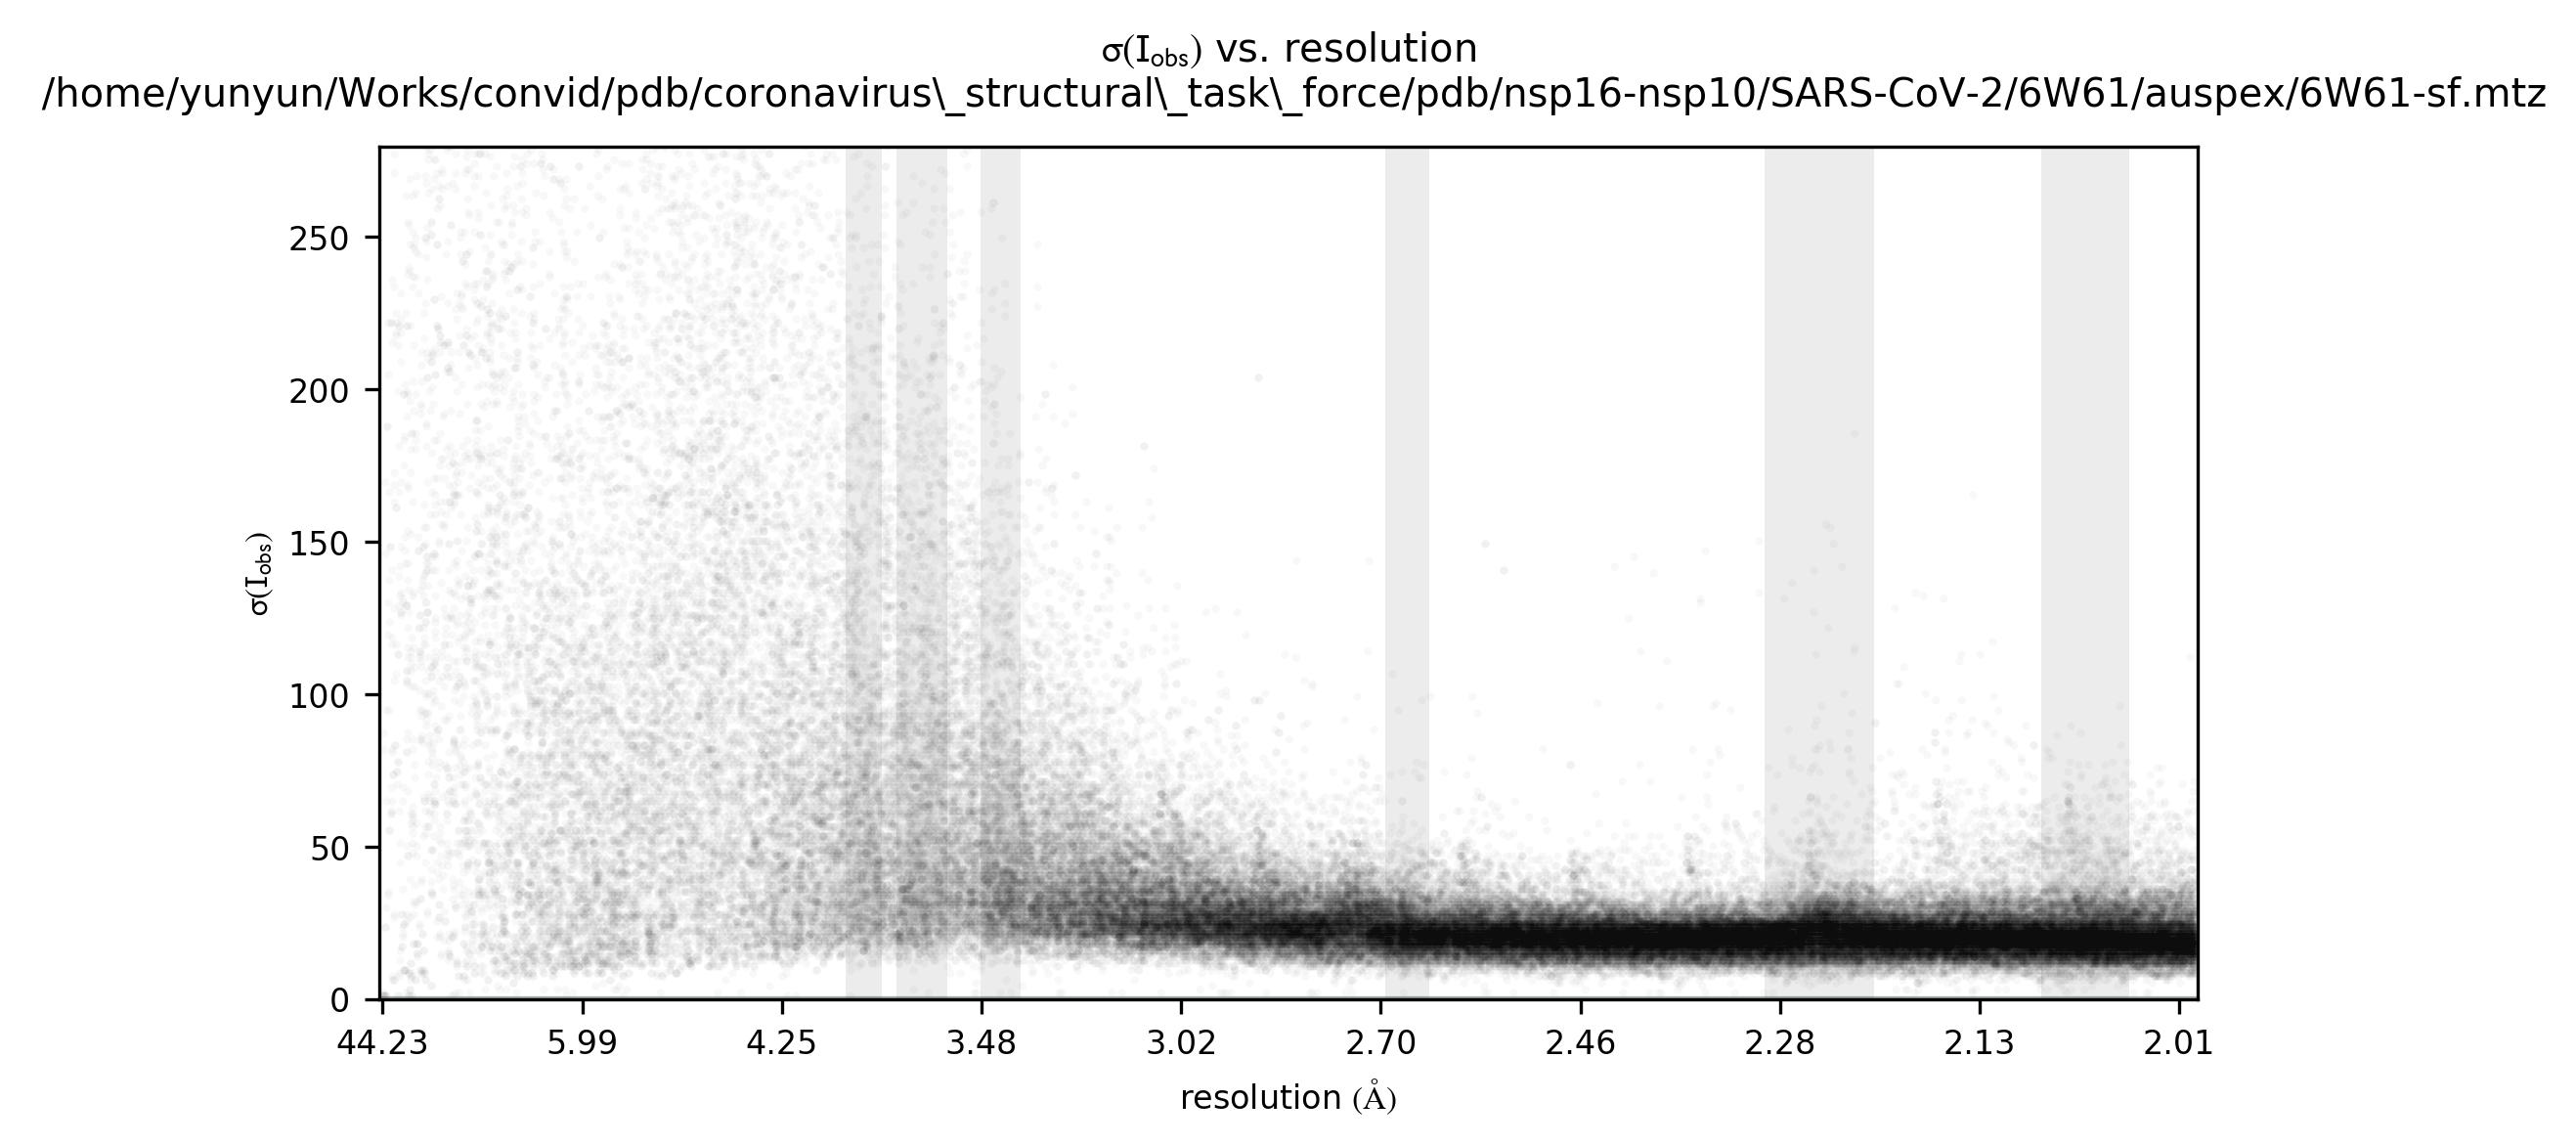 σ(Iobs) vs. resolution
/home/yunyun/Works/convid/pdb/coronavirus\_structural\_task\_force/pdb/nsp16-nsp10/SARS-CoV-2/6W61/auspex/6W61-sf.mtz
250
200
150
100
50
0
σ(Iobs)
44.23 5.99 4.25 3.48 3.02 2.70 2.46 2.28 2.13 2.01
resolution (Å)